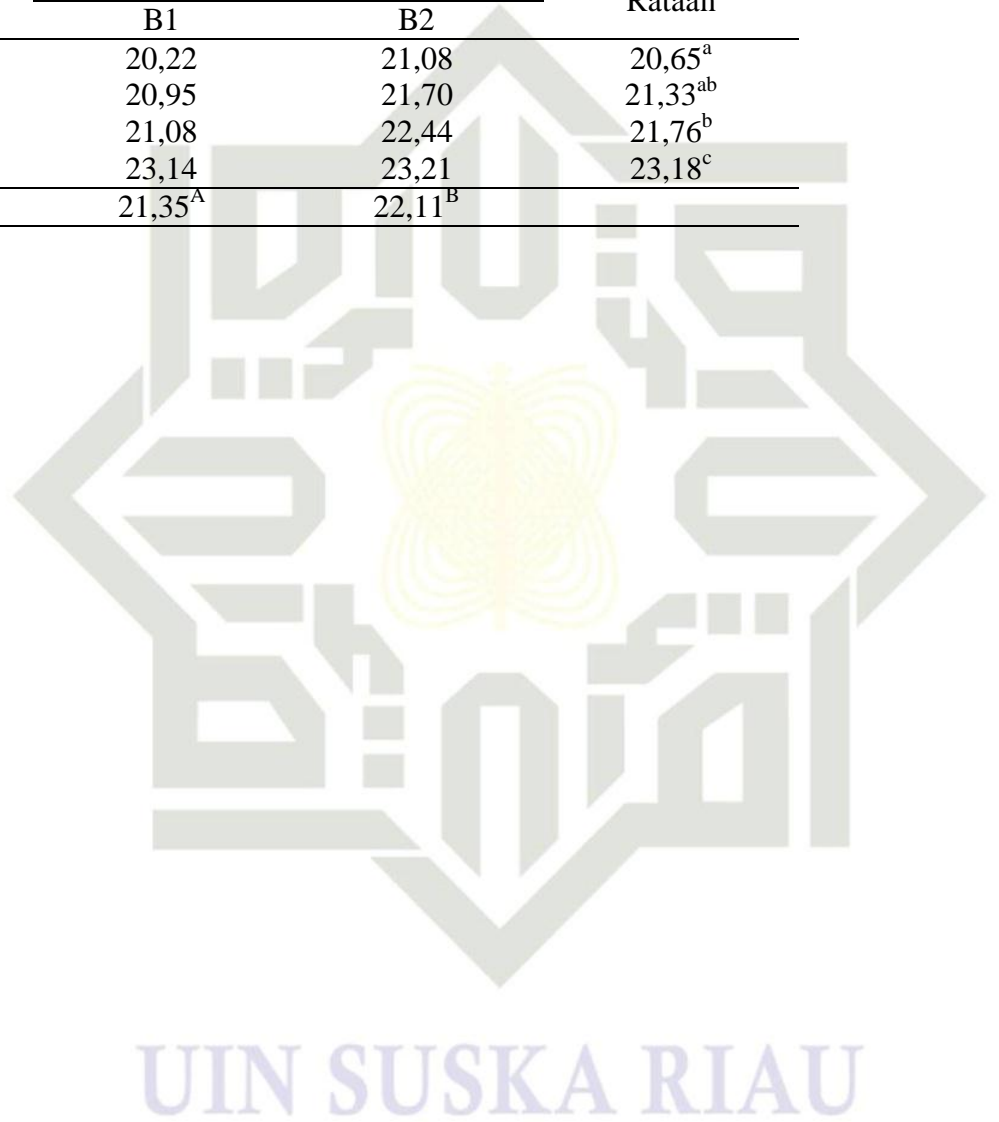 Rataan
B1 B2
20,22 21,08 20,65ᵃ
20,95 21,70 21,33ᵃᵇ
21,08 22,44 21,76ᵇ
23,14 23,21 23,18ᶜ
21,35ᴬ 22,11ᴮ
UIN SUSKA RIAU